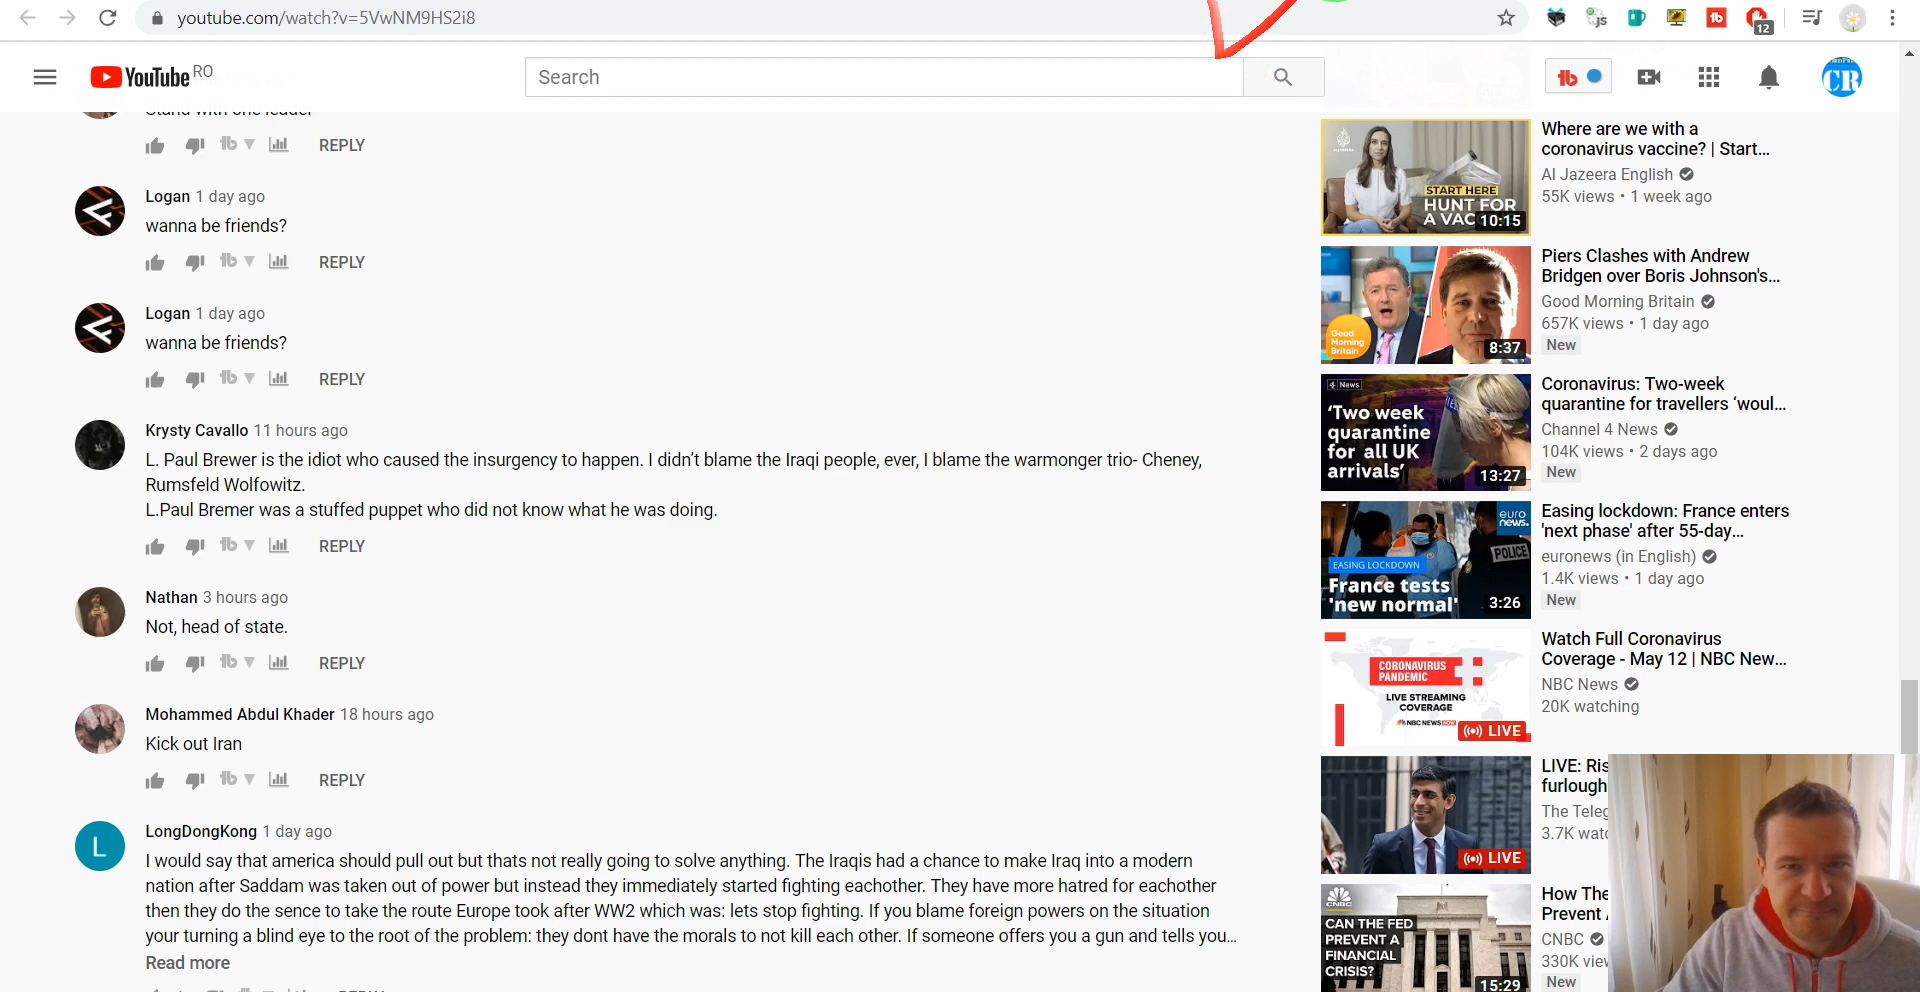 youtube.com/watch?v=5VwNM9HS2i8
js
tb
12
YouTube RO
Search
tb
CR
REPLY
Logan 1 day ago
wanna be friends?
REPLY
Logan 1 day ago
wanna be friends?
REPLY
Krysty Cavallo 11 hours ago
L. Paul Brewer is the idiot who caused the insurgency to happen. I didn’t blame the Iraqi people, ever, I blame the warmonger trio- Cheney,
Rumsfeld Wolfowitz.
L.Paul Bremer was a stuffed puppet who did not know what he was doing.
REPLY
Nathan 3 hours ago
Not, head of state.
REPLY
Mohammed Abdul Khader 18 hours ago
Kick out Iran
REPLY
L
LongDongKong 1 day ago
I would say that america should pull out but thats not really going to solve anything. The Iraqis had a chance to make Iraq into a modern
nation after Saddam was taken out of power but instead they immediately started fighting eachother. They have more hatred for eachother
then they do the sence to take the route Europe took after WW2 which was: lets stop fighting. If you blame foreign powers on the situation
your turning a blind eye to the root of the problem: they dont have the morals to not kill each other. If someone offers you a gun and tells you...
Read more
START HERE
HUNT FOR
A VAC
10:15
Where are we with a
coronavirus vaccine? | Start...
Al Jazeera English
55K views • 1 week ago
Good
Morning
Britain
8:37
Piers Clashes with Andrew
Bridgen over Boris Johnson's...
Good Morning Britain
657K views • 1 day ago
New
4 News
‘Two week
quarantine
for all UK
arrivals’
13:27
Coronavirus: Two-week
quarantine for travellers ‘woul...
Channel 4 News
104K views • 2 days ago
New
euro
news.
POLICE
EASING LOCKDOWN
France tests
'new normal'
3:26
Easing lockdown: France enters
'next phase' after 55-day...
euronews (in English)
1.4K views • 1 day ago
New
CORONAVIRUS
PANDEMIC
LIVE STREAMING
COVERAGE
NBC NEWS NOW
LIVE
Watch Full Coronavirus
Coverage - May 12 | NBC New...
NBC News
20K watching
LIVE
LIVE: Ris
furlough
The Teleg
3.7K watc
CNBC
CAN THE FED
PREVENT A
FINANCIAL
CRISIS?
15:29
How The
Prevent
CNBC
330K view
New